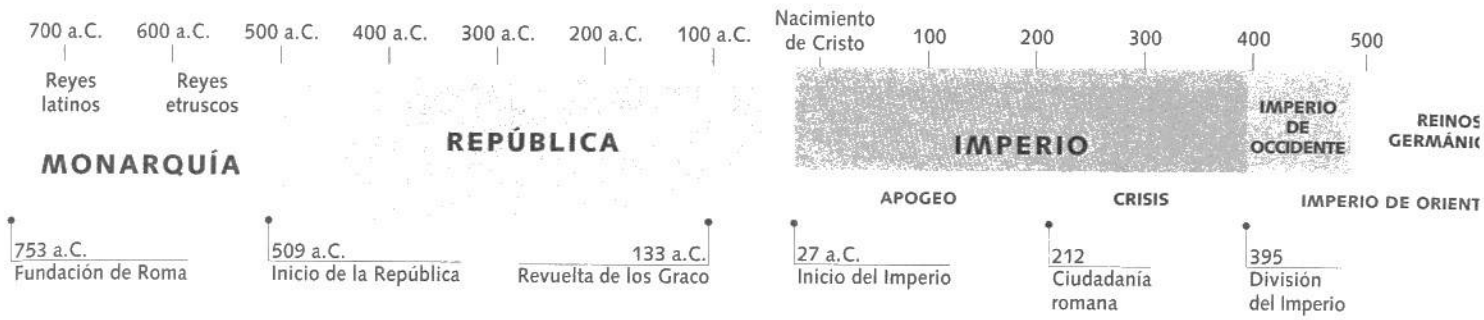 700 a.C. 600 a.C. 500 a.C. 400 a.C. 300 a.C. 200 a.C. 100 a.C. Nacimiento de Cristo 100 200 300 400 500
Reyes latinos
Reyes etruscos
MONARQUÍA
REPÚBLICA
IMPERIO
IMPERIO
DE
OCCIDENTE
REINOS
APOGEO
CRISIS
IMPERIO DE
753 a.C.
Fundación de Roma
509 a.C.
Inicio de la República
133 a.C.
Revuelta de los Graco
27 a.C.
Inicio del Imperio
212
Ciudadanía
romana
395
División
del Imperio